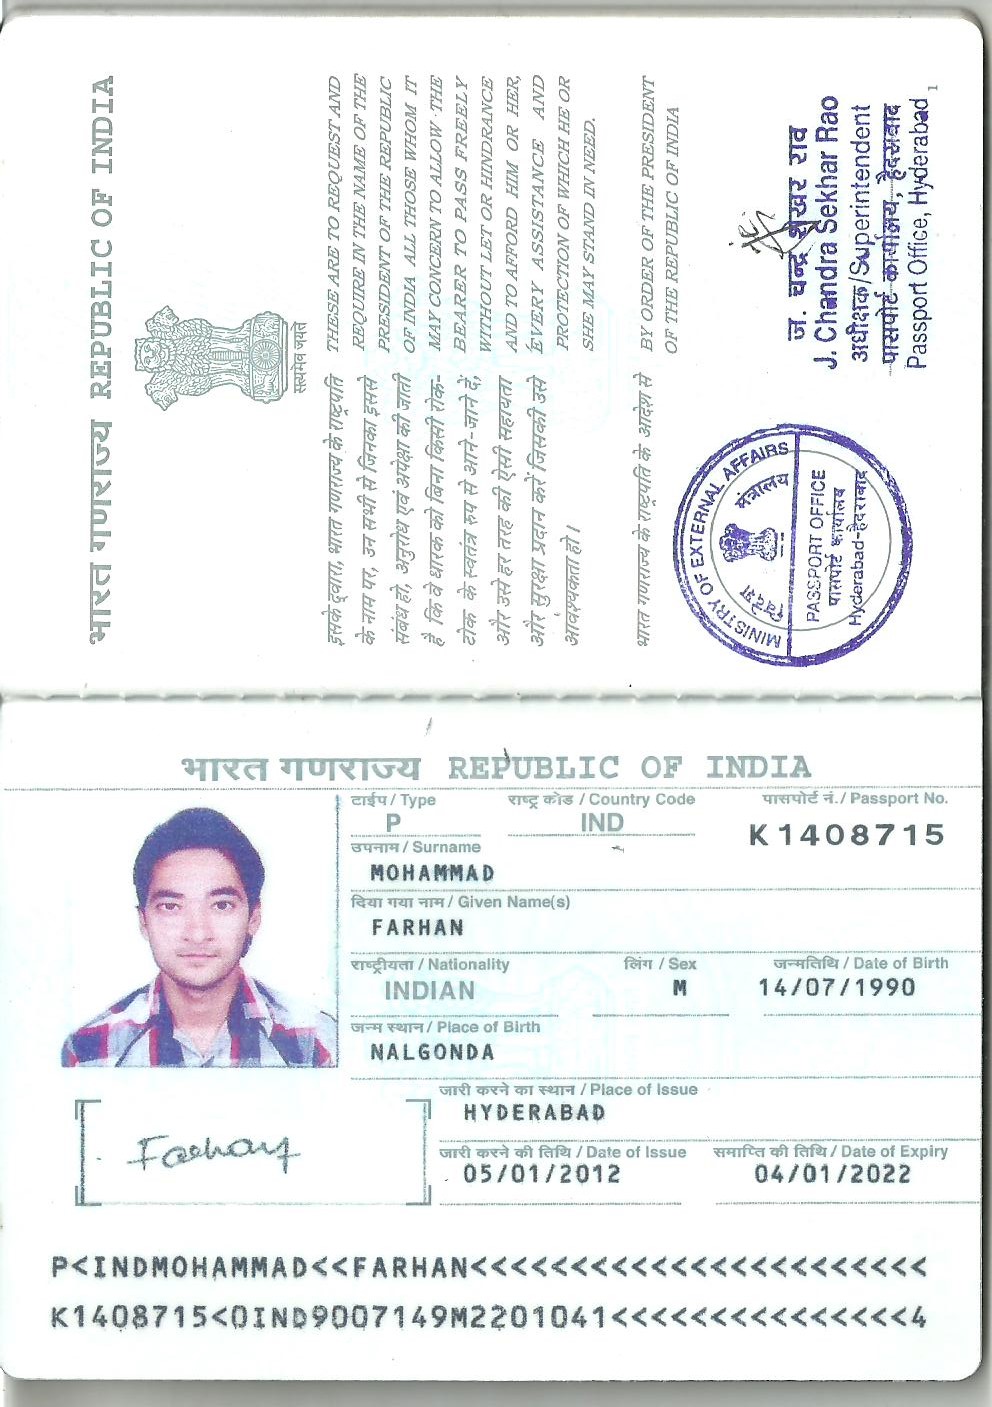 भारत गणराज्य REPUBLIC OF INDIA
सत्यमेव जयते
इसके द्वारा, भारत गणराज्य के राष्ट्रपति
के नाम पर, उन सभी से जिनका इससे
संबंध हो, अनुरोध एवं अपेक्षा की जाती
है कि वे धारक को बिना किसी रोक-
टोक के स्वतंत्र रुप से आने-जाने दें,
और उसे हर तरह की ऐसी सहायता
और सुरक्षा प्रदान करें जिसकी उसे
आवश्यकता हो।
THESE ARE TO REQUEST AND
REQUIRE IN THE NAME OF THE
PRESIDENT OF THE REPUBLIC
OF INDIA ALL THOSE WHOM IT
MAY CONCERN TO ALLOW THE
BEARER TO PASS FREELY
WITHOUT LET OR HINDRANCE
AND TO AFFORD HIM OR HER,
EVERY ASSISTANCE AND
PROTECTION OF WHICH HE OR
SHE MAY STAND IN NEED.
भारत गणराज्य के राष्ट्रपति के आदेश से
BY ORDER OF THE PRESIDENT
OF THE REPUBLIC OF INDIA
MINISTRY OF EXTERNAL AFFAIRS
विदेश मंत्रालय
PASSPORT OFFICE
पासपोर्ट कार्यालय
Hyderabad-हैदराबाद
ज. चन्द्र शेखर राव
J. Chandra Sekhar Rao
अधीक्षक/Superintendent
पासपोर्ट कार्यालय, हैदराबाद
Passport Office, Hyderabad
1
भारत गणराज्य REPUBLIC OF INDIA
टाईप / Type राष्ट्र कोड / Country Code पासपोर्ट नं. / Passport No.
P IND K1408715
उपनाम / Surname
MOHAMMAD
दिया गया नाम / Given Name(s)
FARHAN
राष्ट्रीयता / Nationality लिंग / Sex जन्मतिथि / Date of Birth
INDIAN M 14/07/1990
जन्म स्थान / Place of Birth
NALGONDA
जारी करने का स्थान / Place of Issue
HYDERABAD
जारी करने की तिथि / Date of Issue समाप्ति की तिथि / Date of Expiry
05/01/2012 04/01/2022
Farhan
P<INDMOHAMMAD<<FARHAN<<<<<<<<<<<<<<<<<<<<<<<
K1408715<0IND9007149M2201041<<<<<<<<<<<<<<<4